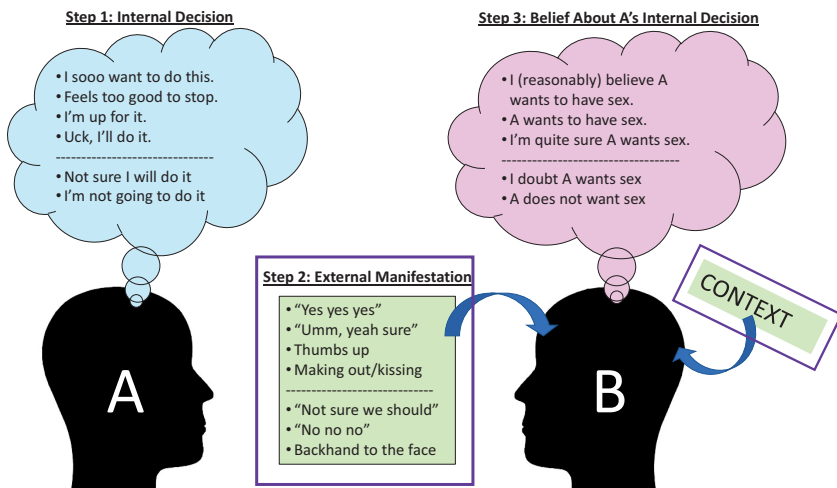 Step 1: Internal Decision
• I sooo want to do this.
• Feels too good to stop.
• I'm up for it.
• Uck, I'll do it.
--------------------------------
• Not sure I will do it
• I'm not going to do it
A
Step 2: External Manifestation
• "Yes yes yes"
• "Umm, yeah sure"
• Thumbs up
• Making out/kissing
------------------------------
• "Not sure we should"
• "No no no"
• Backhand to the face
Step 3: Belief About A's Internal Decision
• I (reasonably) believe A
wants to have sex.
• A wants to have sex.
• I'm quite sure A wants sex.
------------------------------------
• I doubt A wants sex
• A does not want sex
B
CONTEXT